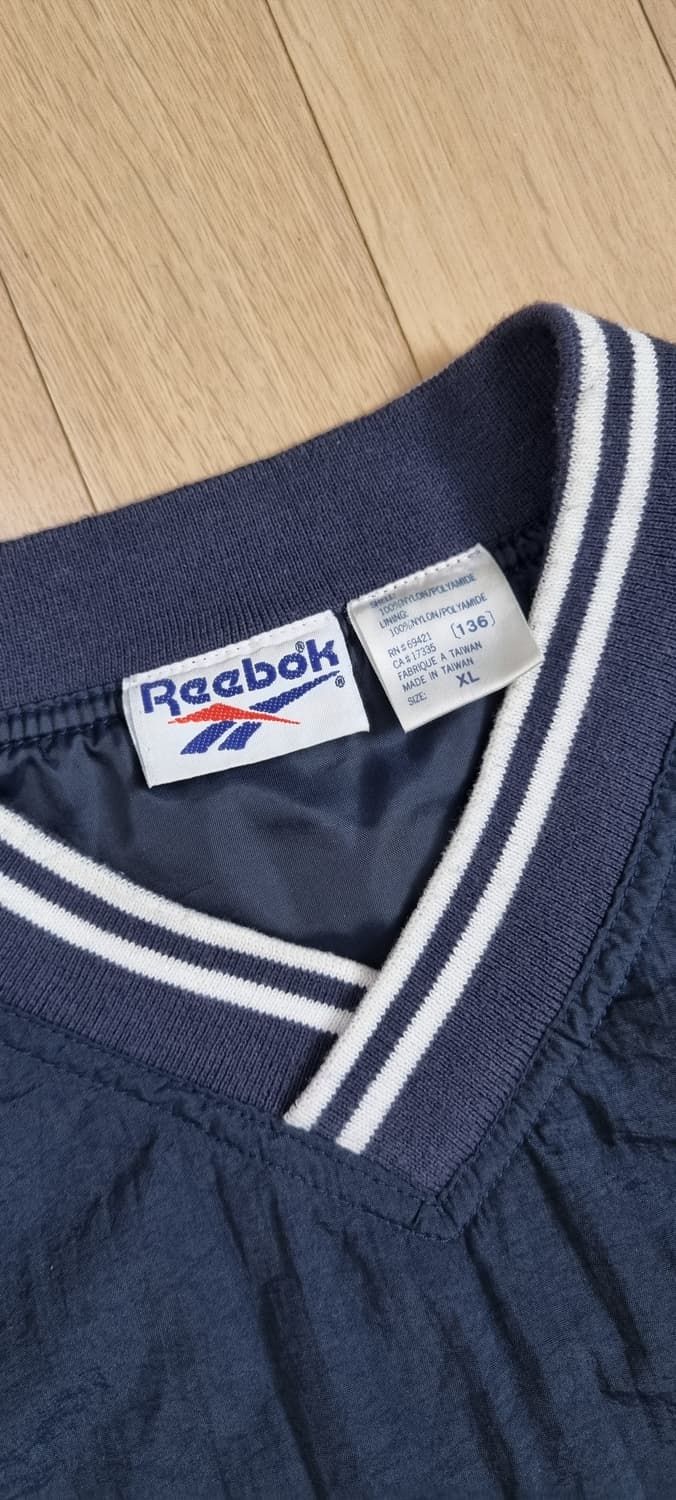 Reebok®
®
SHELL:
100%NYLON/POLYAMIDE
LINING:
100%NYLON/POLYAMIDE
RN#69421 [136]
CA#17335
FABRIQUE A TAIWAN
MADE IN TAIWAN
SIZE: XL